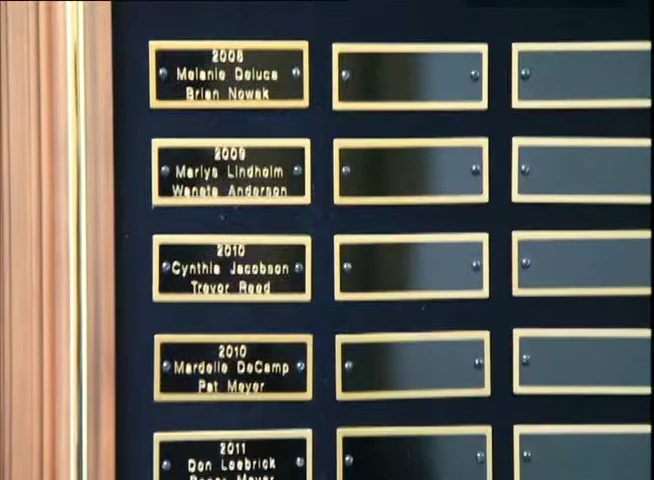 2008
Melanie Deluca
Brian Nowak
2009
Marlys Lindholm
Waneta Anderson
2010
Cynthia Jacobson
Trevor Reed
2010
Mardelle DeCamp
Pat Meyer
2011
Don Loebrick
Meyer